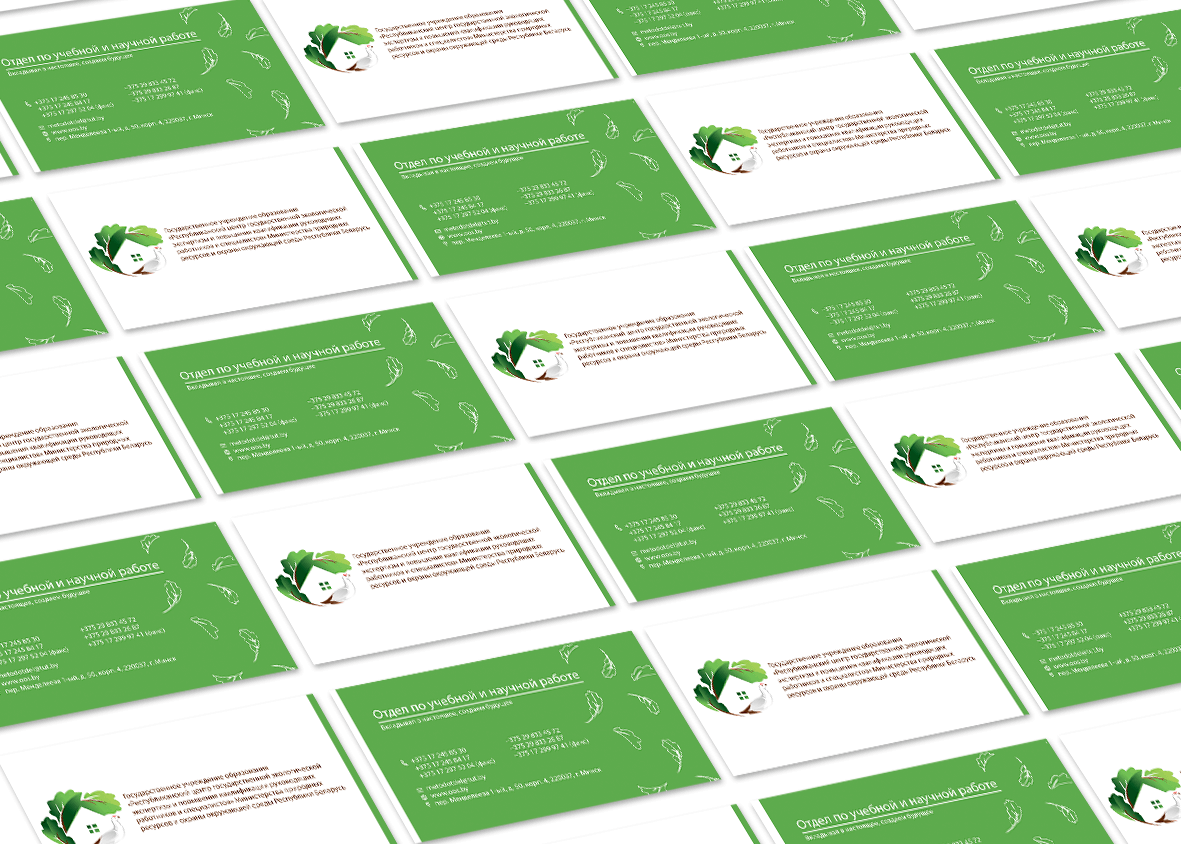 Отдел по учебной и научной работе
Вкладывая в настоящее, создаем будущее
+375 17 245 85 30
+375 17 245 84 17
+375 17 297 52 04 (факс)
+375 29 833 45 72
+375 29 833 26 87
+375 17 299 97 41 (факс)
metodotdel@tut.by
www.oos.by
пер. Менделеева 1-ый, д. 50, корп. 4, 220037, г. Минск
Государственное учреждение образования
«Республиканский центр государственной экологической
экспертизы и повышения квалификации руководящих
работников и специалистов» Министерства природных
ресурсов и охраны окружающей среды Республики Беларусь